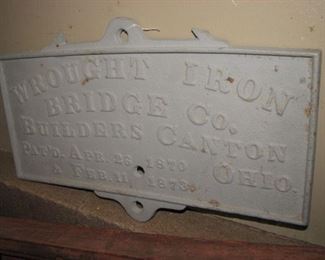 WROUGHT IRON
BRIDGE Co.
BUILDERS CANTON
OHIO.
PAT'D. APR. 26, 1870
& FEB. 11, 1873.